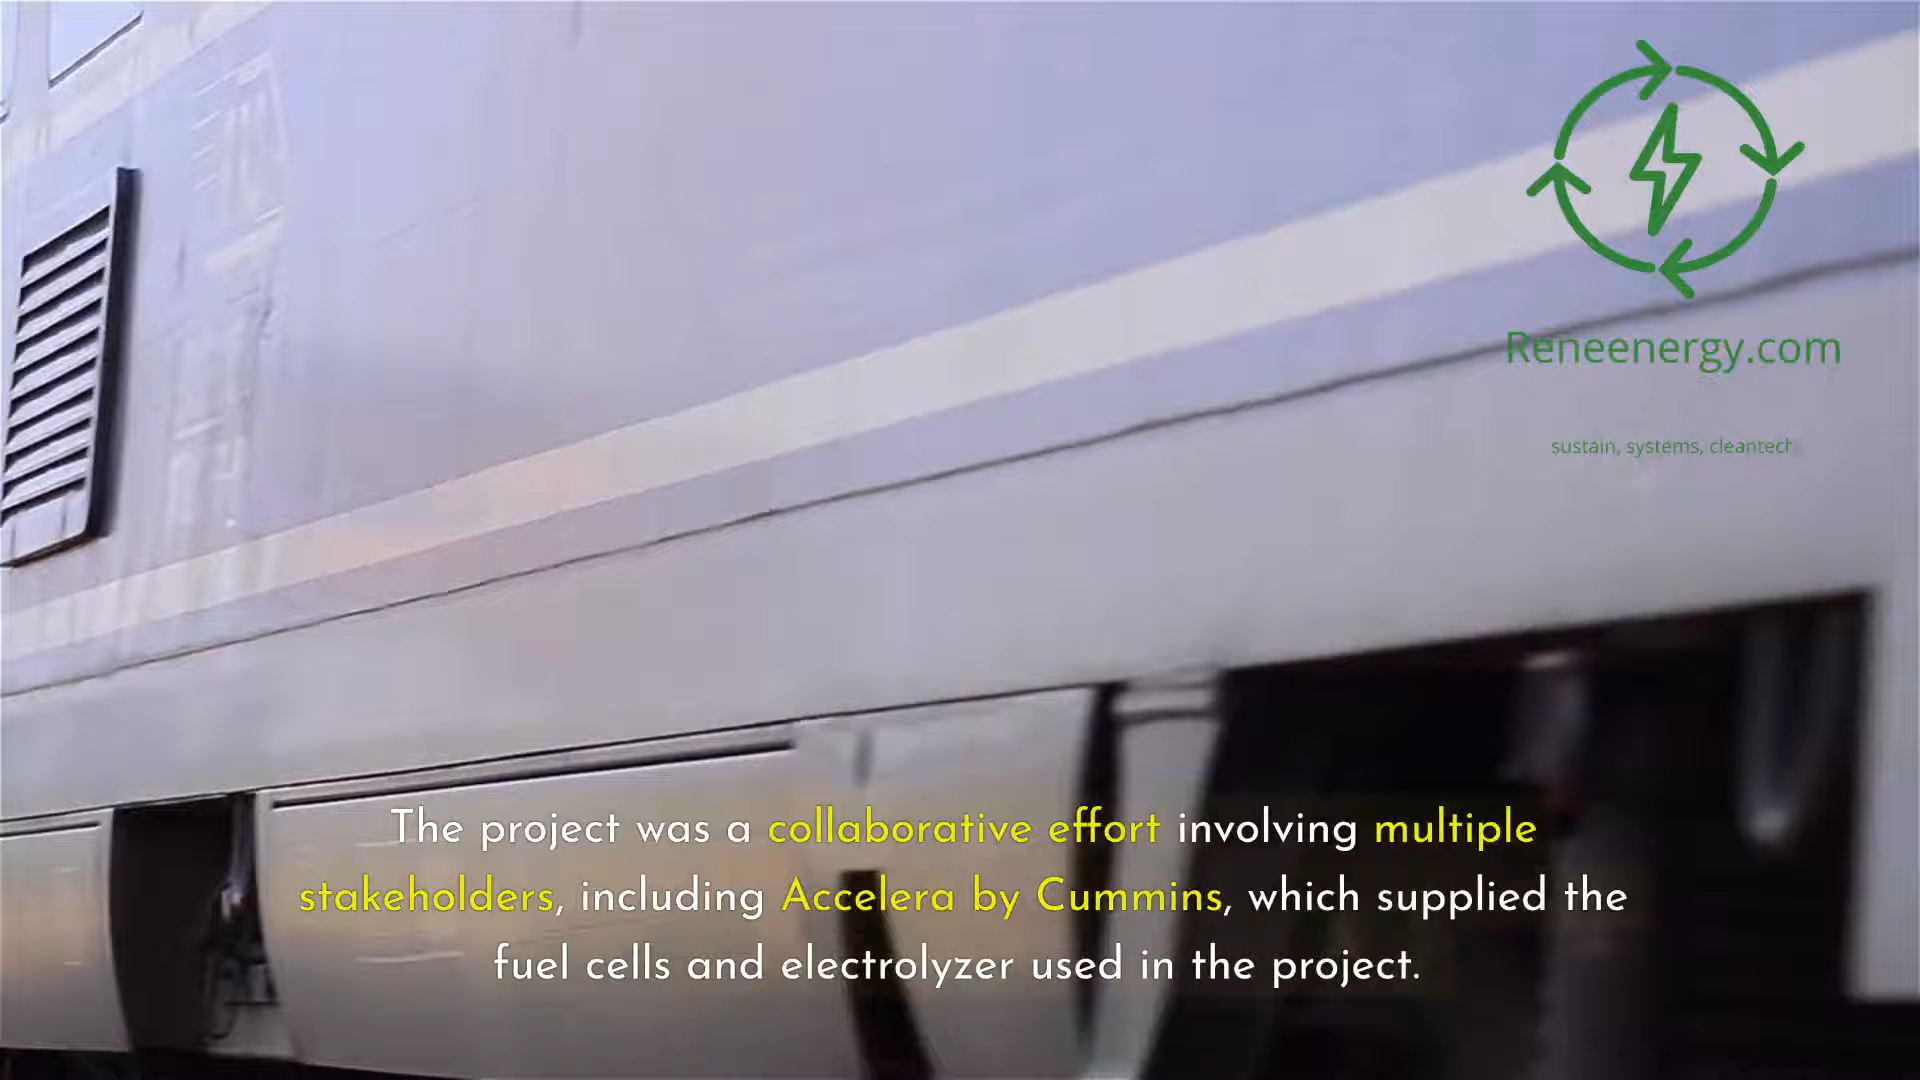 Reneenergy.com
sustain, systems, cleantech
The project was a collaborative effort involving multiple
stakeholders, including Accelera by Cummins, which supplied the
fuel cells and electrolyzer used in the project.